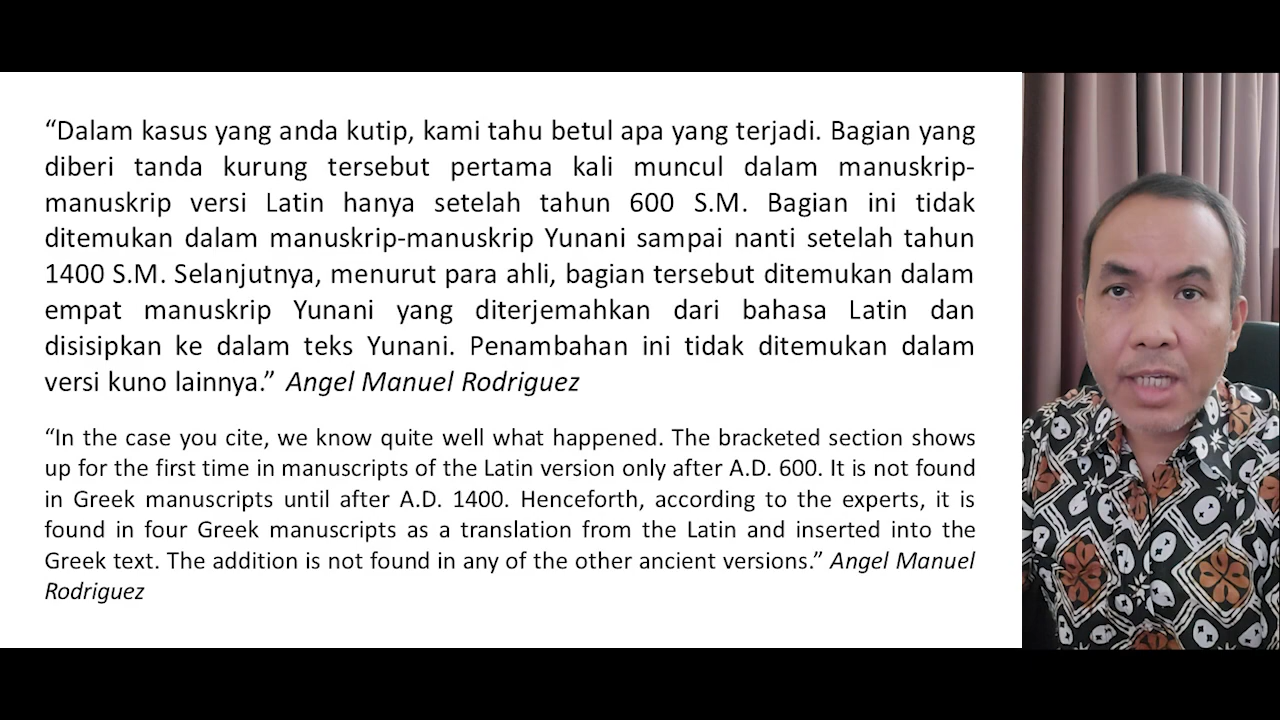 “Dalam kasus yang anda kutip, kami tahu betul apa yang terjadi. Bagian yang
diberi tanda kurung tersebut pertama kali muncul dalam manuskrip-
manuskrip versi Latin hanya setelah tahun 600 S.M. Bagian ini tidak
ditemukan dalam manuskrip-manuskrip Yunani sampai nanti setelah tahun
1400 S.M. Selanjutnya, menurut para ahli, bagian tersebut ditemukan dalam
empat manuskrip Yunani yang diterjemahkan dari bahasa Latin dan
disisipkan ke dalam teks Yunani. Penambahan ini tidak ditemukan dalam
versi kuno lainnya.” Angel Manuel Rodriguez
“In the case you cite, we know quite well what happened. The bracketed section shows
up for the first time in manuscripts of the Latin version only after A.D. 600. It is not found
in Greek manuscripts until after A.D. 1400. Henceforth, according to the experts, it is
found in four Greek manuscripts as a translation from the Latin and inserted into the
Greek text. The addition is not found in any of the other ancient versions.” Angel Manuel
Rodriguez